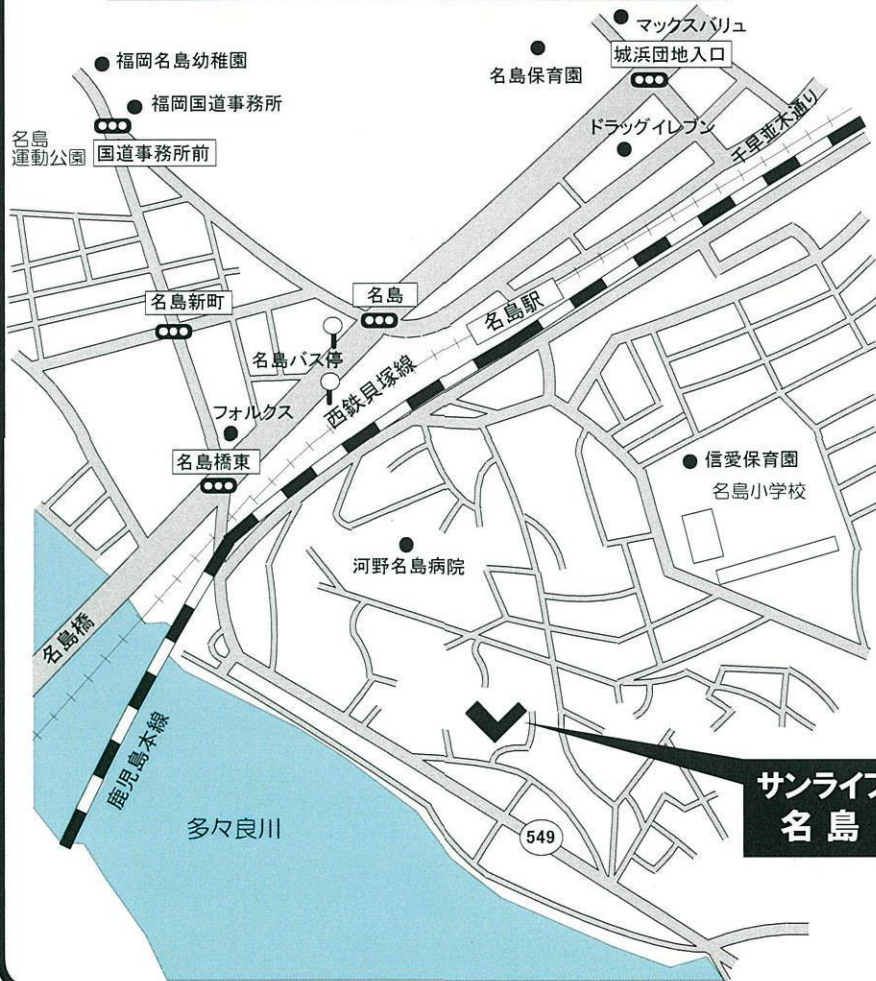 マックスバリュ
福岡名島幼稚園
城浜団地入口
名島保育園
福岡国道事務所
ドラッグイレブン
千早並木通り
名島
運動公園
国道事務所前
名島
名島新町
名島駅
名島バス停
西鉄貝塚線
フォルクス
名島橋東
信愛保育園
名島小学校
河野名島病院
名島橋
鹿児島本線
サンライフ
名島
多々良川
549